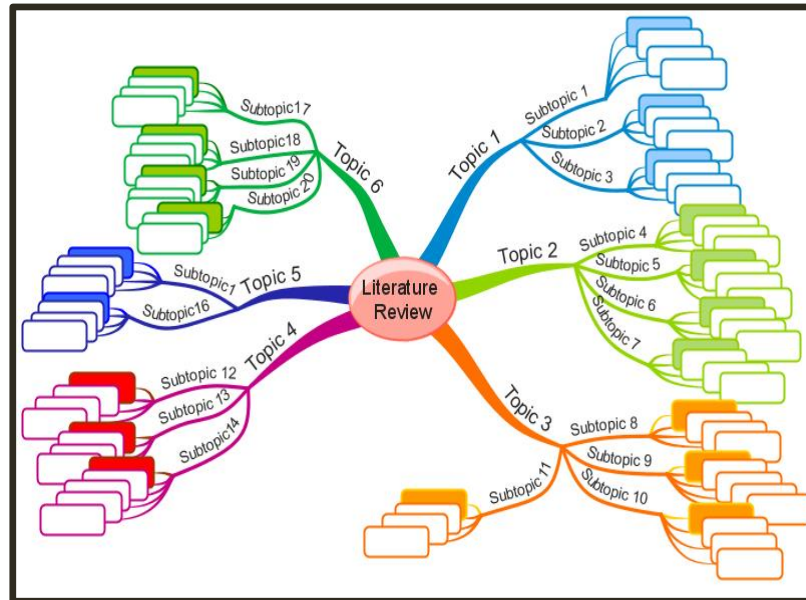 Literature
Review
Topic 1
Subtopic 1
Subtopic 2
Subtopic 3
Topic 2
Subtopic 4
Subtopic 5
Subtopic 6
Subtopic 7
Topic 3
Subtopic 8
Subtopic 9
Subtopic 10
Subtopic 11
Topic 4
Subtopic 12
Subtopic 13
Subtopic14
Topic 5
Subtopic1
Subtopic16
Topic 6
Subtopic17
Subtopic18
Subtopic 19
Subtopic 20